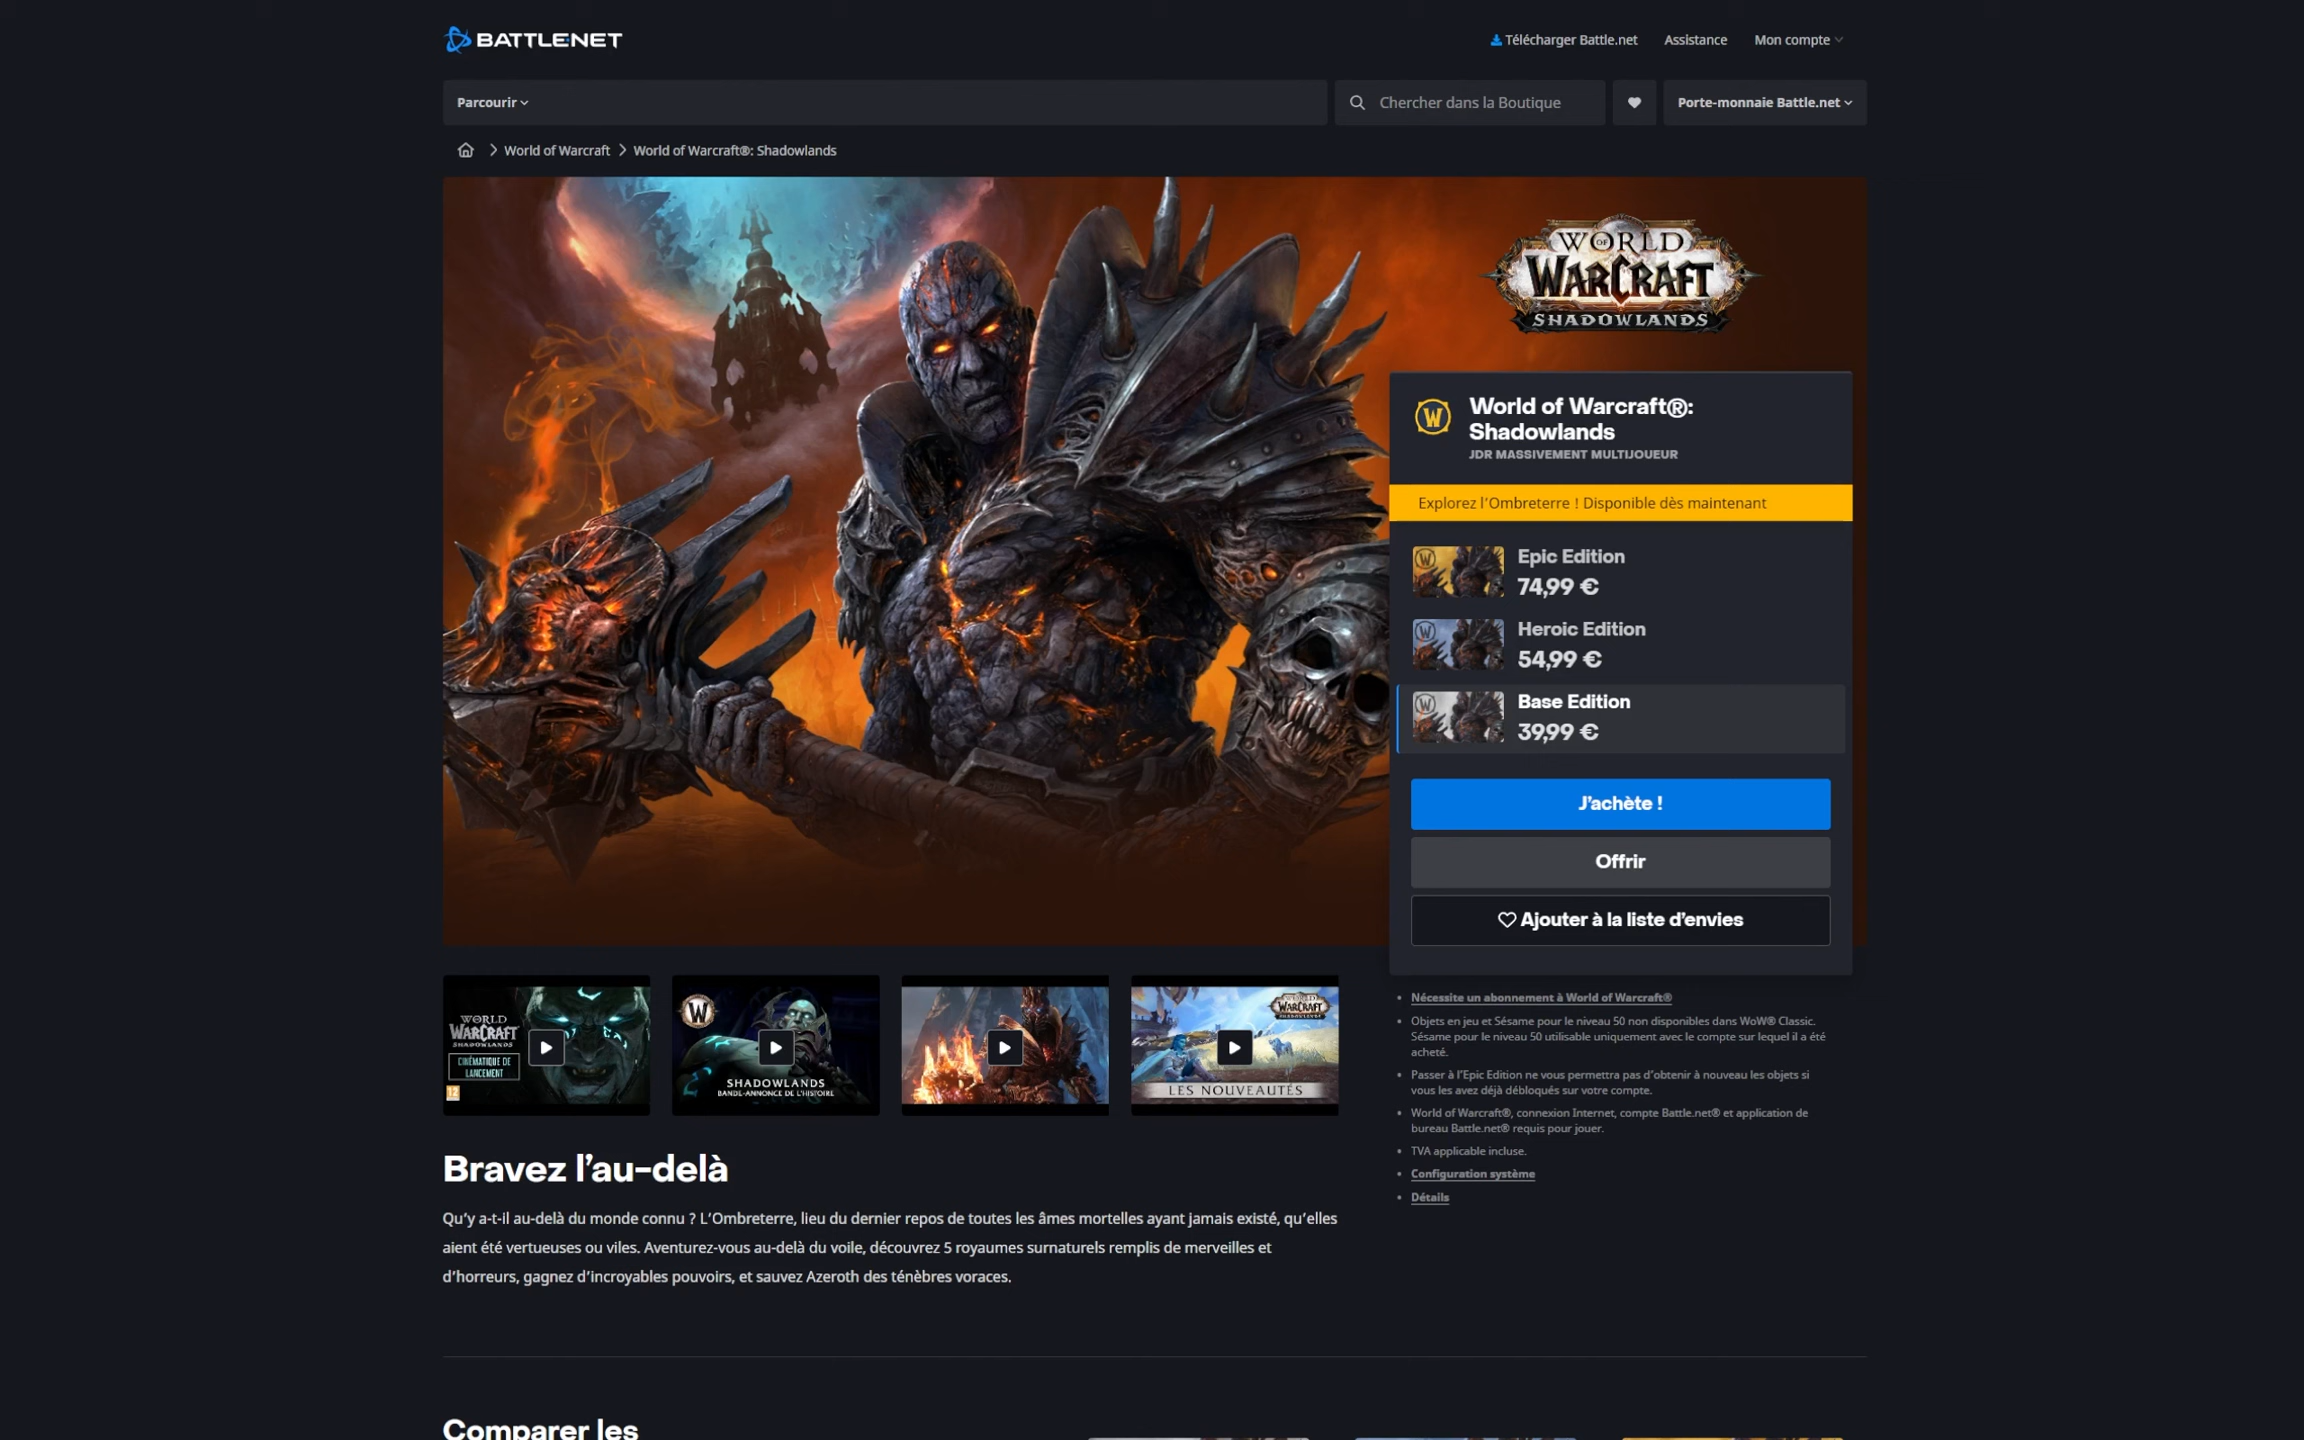 BATTLE.NET
Télécharger Battle.net
Assistance
Mon compte
Parcourir
Chercher dans la Boutique
Porte-monnaie Battle.net
World of Warcraft
World of Warcraft®: Shadowlands
WORLD OF WARCRAFT
SHADOWLANDS
World of Warcraft®:
Shadowlands
JDR MASSIVEMENT MULTIJOUEUR
Explorez l'Ombreterre ! Disponible dès maintenant
Epic Edition
74,99 €
Heroic Edition
54,99 €
Base Edition
39,99 €
J'achète !
Offrir
Ajouter à la liste d'envies
WORLD
WARCRAFT
SHADOWLANDS
CINÉMATIQUE DE
LANCEMENT
12
SHADOWLANDS
BANDE-ANNONCE DE L'HISTOIRE
WORLD
WARCRAFT
LES NOUVEAUTÉS
Nécessite un abonnement à World of Warcraft®
Objets en jeu et Sésame pour le niveau 50 non disponibles dans WoW® Classic.
Sésame pour le niveau 50 utilisable uniquement avec le compte sur lequel il a été
acheté.
Passer à l'Epic Edition ne vous permettra pas d'obtenir à nouveau les objets si
vous les avez déjà débloqués sur votre compte.
World of Warcraft®, connexion Internet, compte Battle.net® et application de
bureau Battle.net® requis pour jouer.
TVA applicable incluse.
Configuration système
Détails
Bravez l'au-delà
Qu'y a-t-il au-delà du monde connu ? L'Ombreterre, lieu du dernier repos de toutes les âmes mortelles ayant jamais existé, qu'elles
aient été vertueuses ou viles. Aventurez-vous au-delà du voile, découvrez 5 royaumes surnaturels remplis de merveilles et
d'horreurs, gagnez d'incroyables pouvoirs, et sauvez Azeroth des ténèbres voraces.
Comparer les